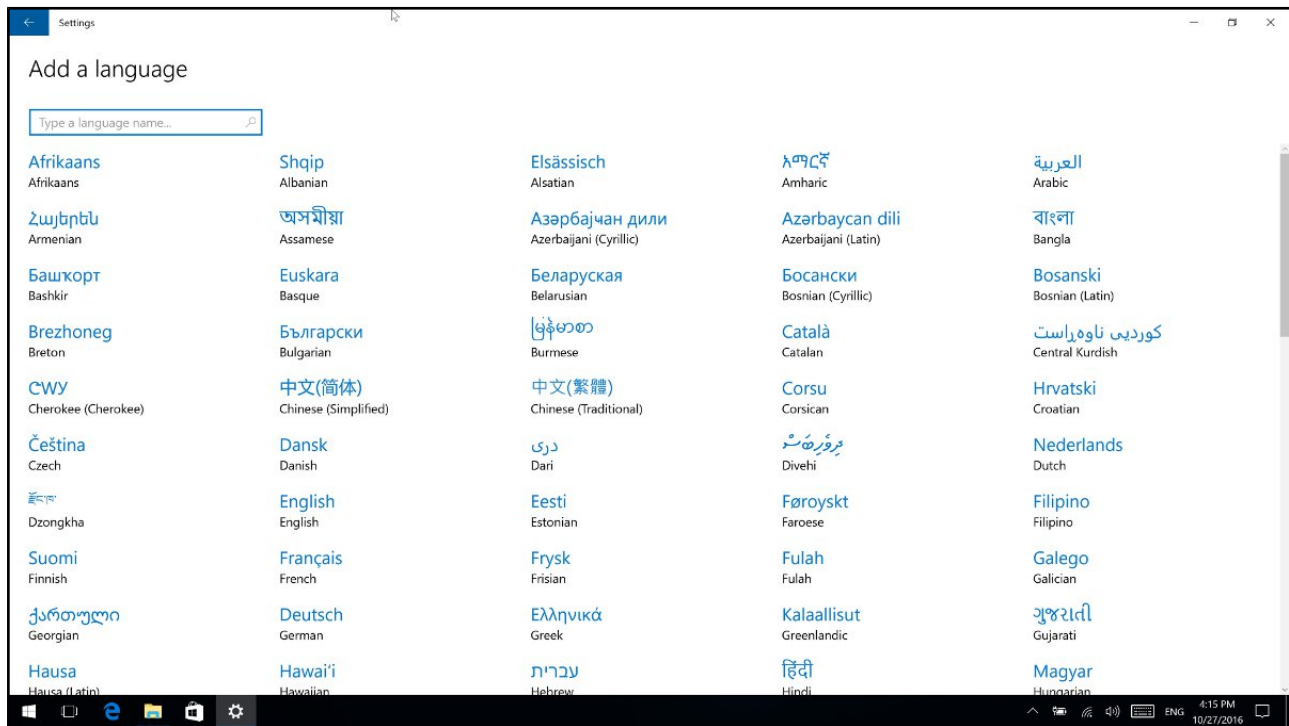 Settings
Add a language
Type a language name...
Afrikaans Shqip Elsässisch አማርኛ العربية
Afrikaans Albanian Alsatian Amharic Arabic
Հայերեն অসমীয়া Азәрбајҹан дили Azərbaycan dili বাংলা
Armenian Assamese Azerbaijani (Cyrillic) Azerbaijani (Latin) Bangla
Башҡорт Euskara Беларуская Босански Bosanski
Bashkir Basque Belarusian Bosnian (Cyrillic) Bosnian (Latin)
Brezhoneg Български မြန်မာစာ Català کوردیی ناوەڕاست
Breton Bulgarian Burmese Catalan Central Kurdish
ᏣᎳᎩ 中文(简体) 中文(繁體) Corsu Hrvatski
Cherokee (Cherokee) Chinese (Simplified) Chinese (Traditional) Corsican Croatian
Čeština Dansk درى ދިވެހިބަސް Nederlands
Czech Danish Dari Divehi Dutch
རྫོང་ཁ་ English Eesti Føroyskt Filipino
Dzongkha English Estonian Faroese Filipino
Suomi Français Frysk Fulah Galego
Finnish French Frisian Fulah Galician
ქართული Deutsch Ελληνικά Kalaallisut ગુજરાતી
Georgian German Greek Greenlandic Gujarati
Hausa Hawaiʻi עברית हिंदी Magyar
Hausa (Latin) Hawaiian Hebrew Hindi Hungarian
ENG 4:15 PM
10/27/2016